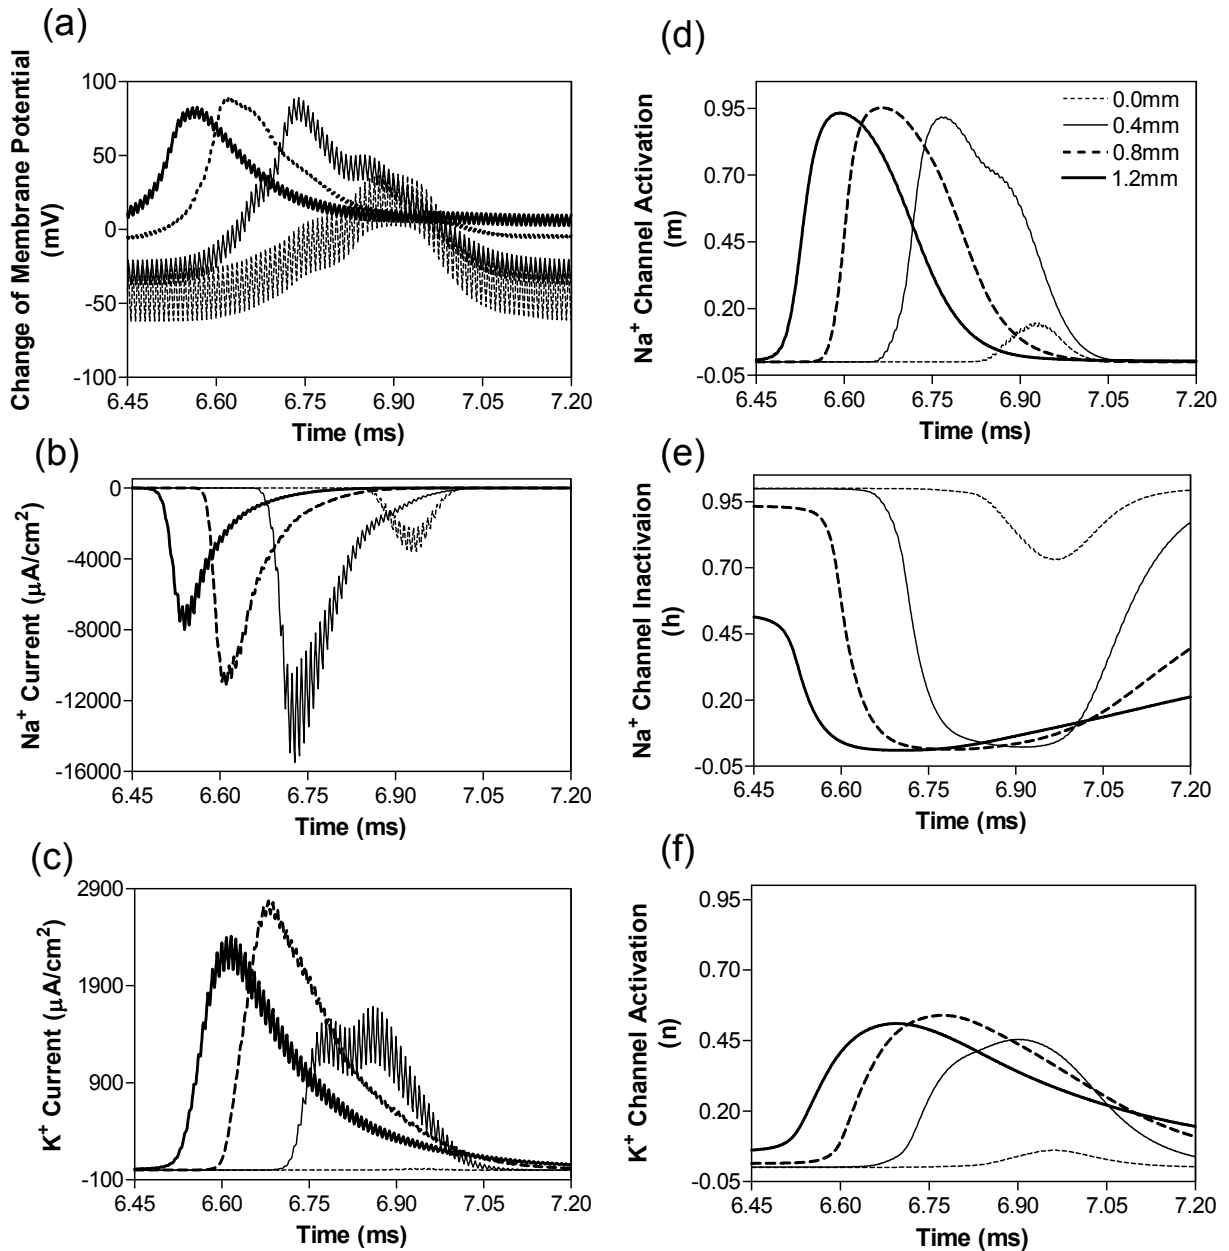 (a)
Change of Membrane Potential
(mV)
100
50
0
-50
-100
6.45 6.60 6.75 6.90 7.05 7.20
Time (ms)
(d)
Na+ Channel Activation
(m)
0.95
0.70
0.45
0.20
-0.05
0.0mm
0.4mm
0.8mm
1.2mm
6.45 6.60 6.75 6.90 7.05 7.20
Time (ms)
(b)
Na+ Current (μA/cm2)
0
-4000
-8000
-12000
-16000
6.45 6.60 6.75 6.90 7.05 7.20
Time (ms)
(e)
Na+ Channel Inactivaion
(h)
0.95
0.70
0.45
0.20
-0.05
6.45 6.60 6.75 6.90 7.05 7.20
Time (ms)
(c)
K+ Current (μA/cm2)
2900
1900
900
-100
6.45 6.60 6.75 6.90 7.05 7.20
Time (ms)
(f)
K+ Channel Activation
(n)
0.95
0.70
0.45
0.20
-0.05
6.45 6.60 6.75 6.90 7.05 7.20
Time (ms)